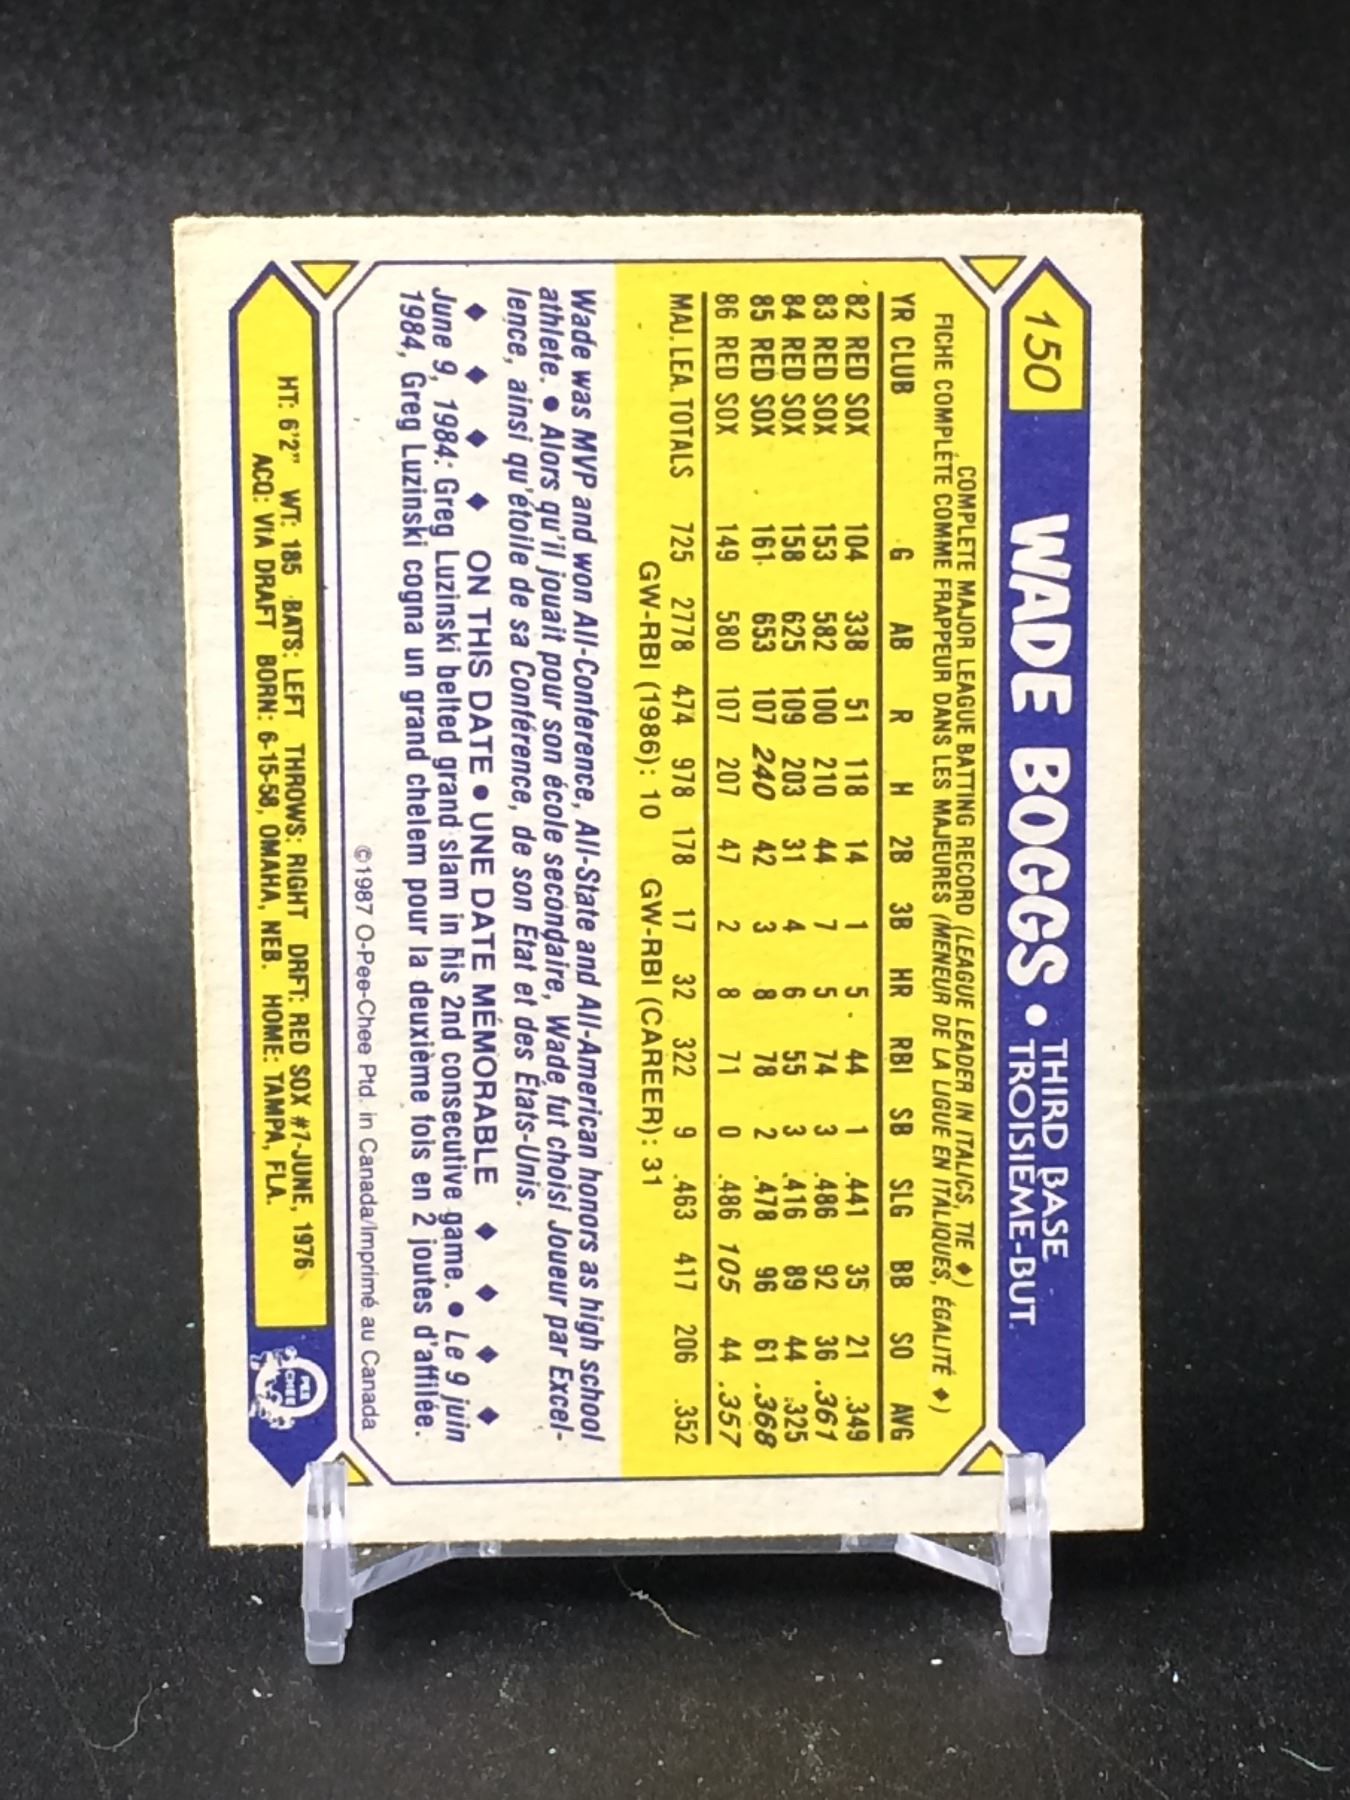 150 WADE BOGGS • THIRD BASE
TROISIÈME-BUT
COMPLETE MAJOR LEAGUE BATTING RECORD (LEAGUE LEADER IN ITALICS, TIE ♦)
FICHE COMPLÈTE COMME FRAPPEUR DANS LES MAJEURES (MENEUR DE LA LIGUE EN ITALIQUES, ÉGALITÉ ♦)
YR CLUB G AB R H 2B 3B HR RBI SB SLG BB SO AVG
82 RED SOX 104 338 51 118 14 1 5 44 1 .441 35 21 .349
83 RED SOX 153 582 100 210 44 7 5 74 3 .486 92 36 .361
84 RED SOX 158 625 109 203 31 4 6 55 3 .416 89 44 .325
85 RED SOX 161 653 107 240 42 3 8 78 2 .478 96 61 .368
86 RED SOX 149 580 107 207 47 2 8 71 0 .486 105 44 .357
MAJ. LEA. TOTALS 725 2778 474 978 178 17 32 322 9 .463 417 206 .352
GW-RBI (1986): 10 GW-RBI (CAREER): 31
Wade was MVP and won All-Conference, All-State and All-American honors as high school
athlete. • Alors qu'il jouait pour son école secondaire, Wade fut choisi Joueur par Excel-
lence, ainsi qu'étoile de sa Conférence, de son État et des États-Unis.
♦ ♦ ♦ ♦ ON THIS DATE • UNE DATE MÉMORABLE ♦ ♦ ♦ ♦
June 9, 1984: Greg Luzinski belted grand slam in his 2nd consecutive game. • Le 9 juin
1984, Greg Luzinski cogna un grand chelem pour la deuxième fois en 2 joutes d'affilée.
©1987 O-Pee-Chee Ptd. in Canada/Imprimé au Canada
HT: 6'2" WT: 185 BATS: LEFT THROWS: RIGHT DRFT: RED SOX #7-JUNE, 1976
ACQ: VIA DRAFT BORN: 6-15-58, OMAHA, NEB. HOME: TAMPA, FLA.
PEE
CHEE